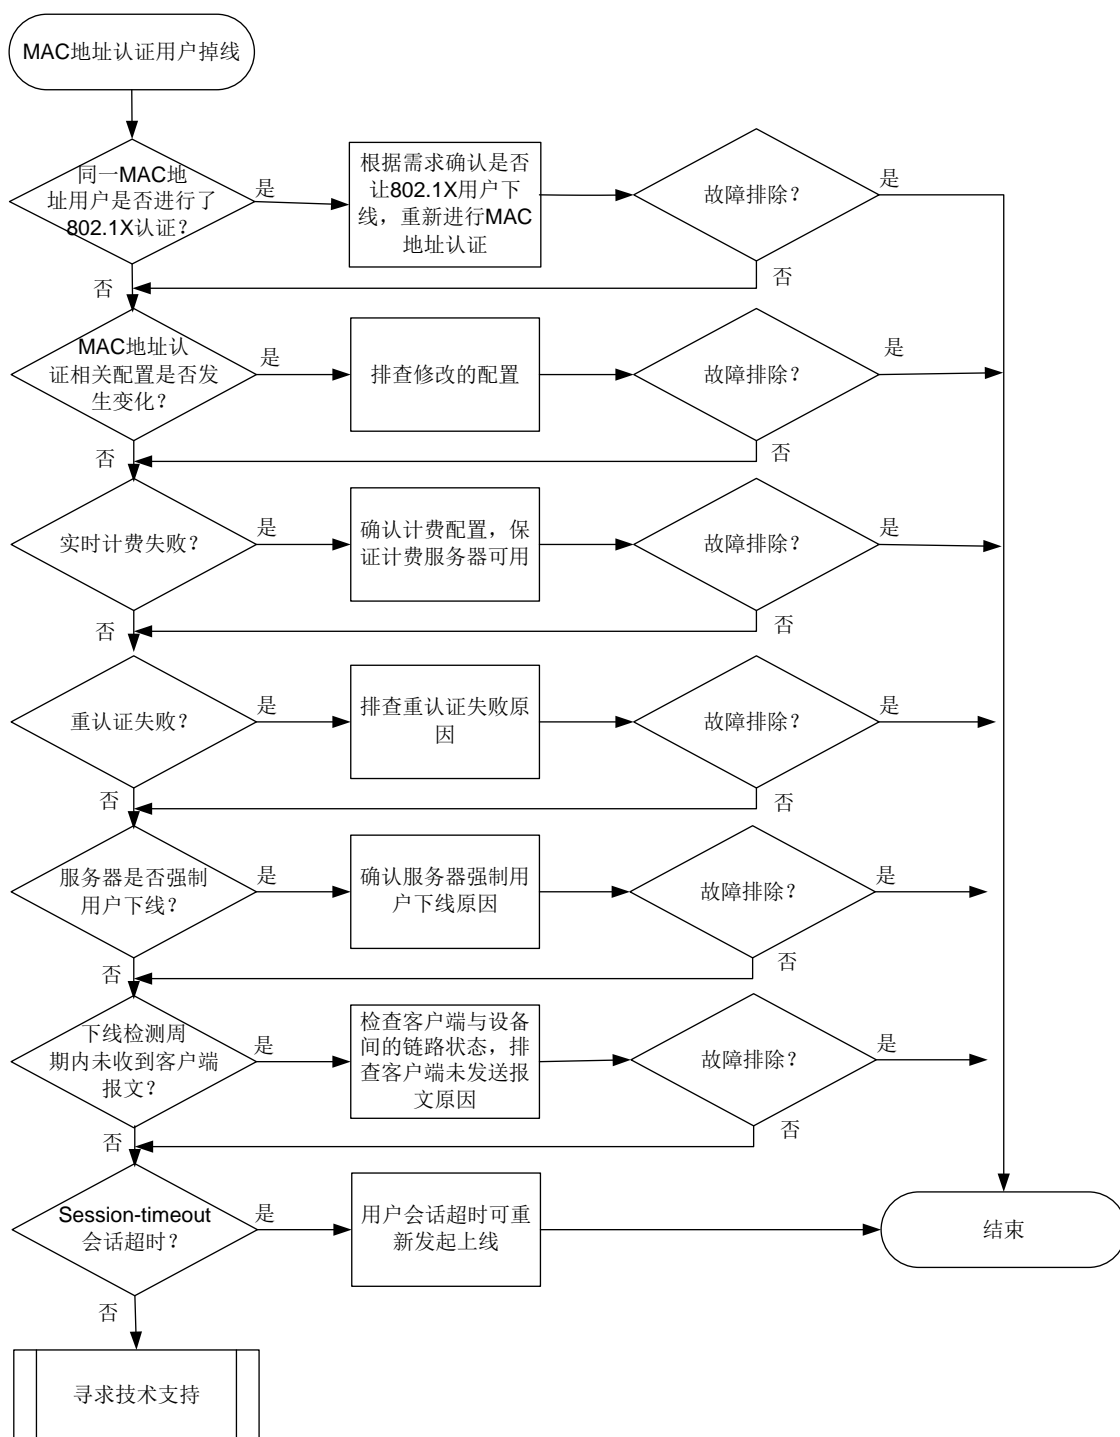 MAC地址认证用户掉线
同一MAC地
址用户是否进行了
802.1X认证?
是
根据需求确认是否
让802.1X用户下
线，重新进行MAC
地址认证
故障排除?
是
否
否
MAC地址认
证相关配置是否发
生变化?
是
排查修改的配置
故障排除?
是
否
否
实时计费失败?
是
确认计费配置，保
证计费服务器可用
故障排除?
是
否
否
重认证失败?
是
排查重认证失败原
因
故障排除?
是
否
否
服务器是否强制
用户下线?
是
确认服务器强制用
户下线原因
故障排除?
是
否
否
下线检测周
期内未收到客户端
报文?
是
检查客户端与设备
间的链路状态，排
查客户端未发送报
文原因
故障排除?
是
否
否
Session-timeout
会话超时?
是
用户会话超时可重
新发起上线
结束
否
寻求技术支持